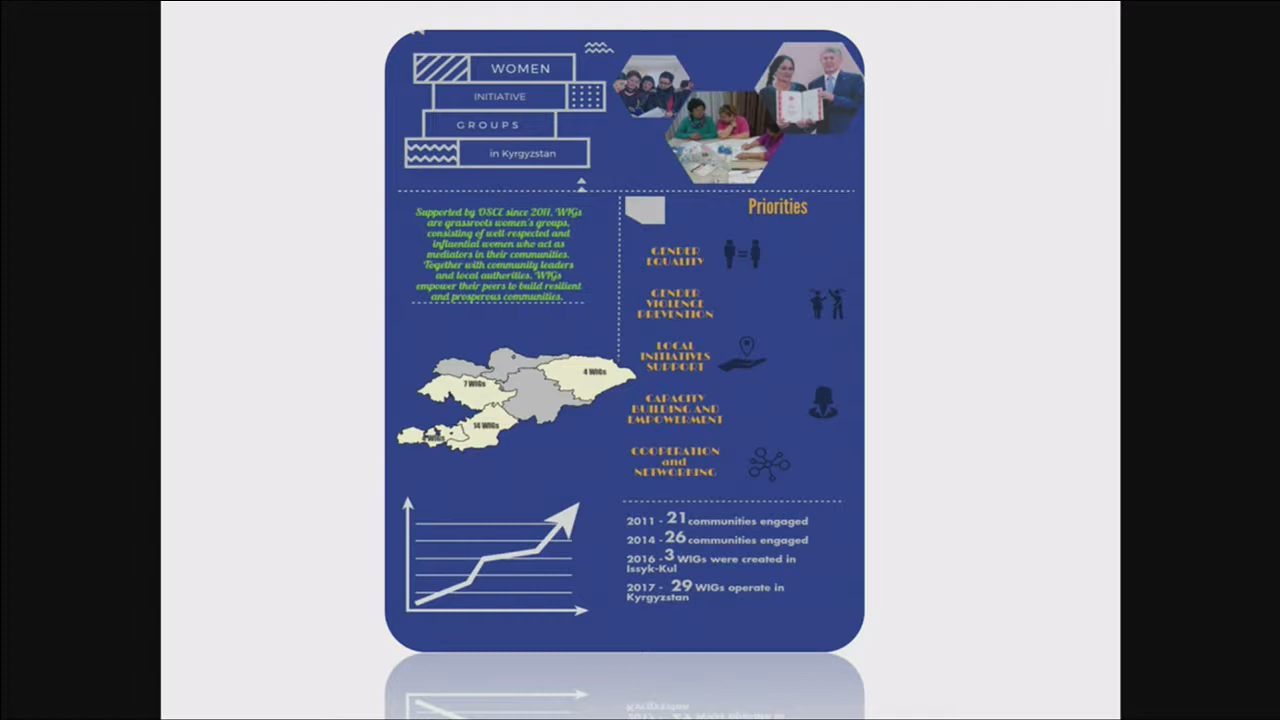 WOMEN
INITIATIVE
GROUPS
in Kyrgyzstan
Supported by OSCE since 2011, WIGs
are grassroots women's groups,
consisting of well-respected and
influential women who act as
mediators in their communities.
Together with community leaders
and local authorities, WIGs
empower their peers to build resilient
and prosperous communities.
7 WIGs
4 WIGs
14 WIGs
WIGs
Priorities
GENDER
EQUALITY
GENDER
VIOLENCE
PREVENTION
LOCAL
INITIATIVES
SUPPORT
CAPACITY
BUILDING AND
EMPOWERMENT
COOPERATION
and
NETWORKING
2011 - 21 communities engaged
2014 - 26 communities engaged
2016 - 3 WIGs were created in
Issyk-Kul
2017 - 29 WIGs operate in
Kyrgyzstan